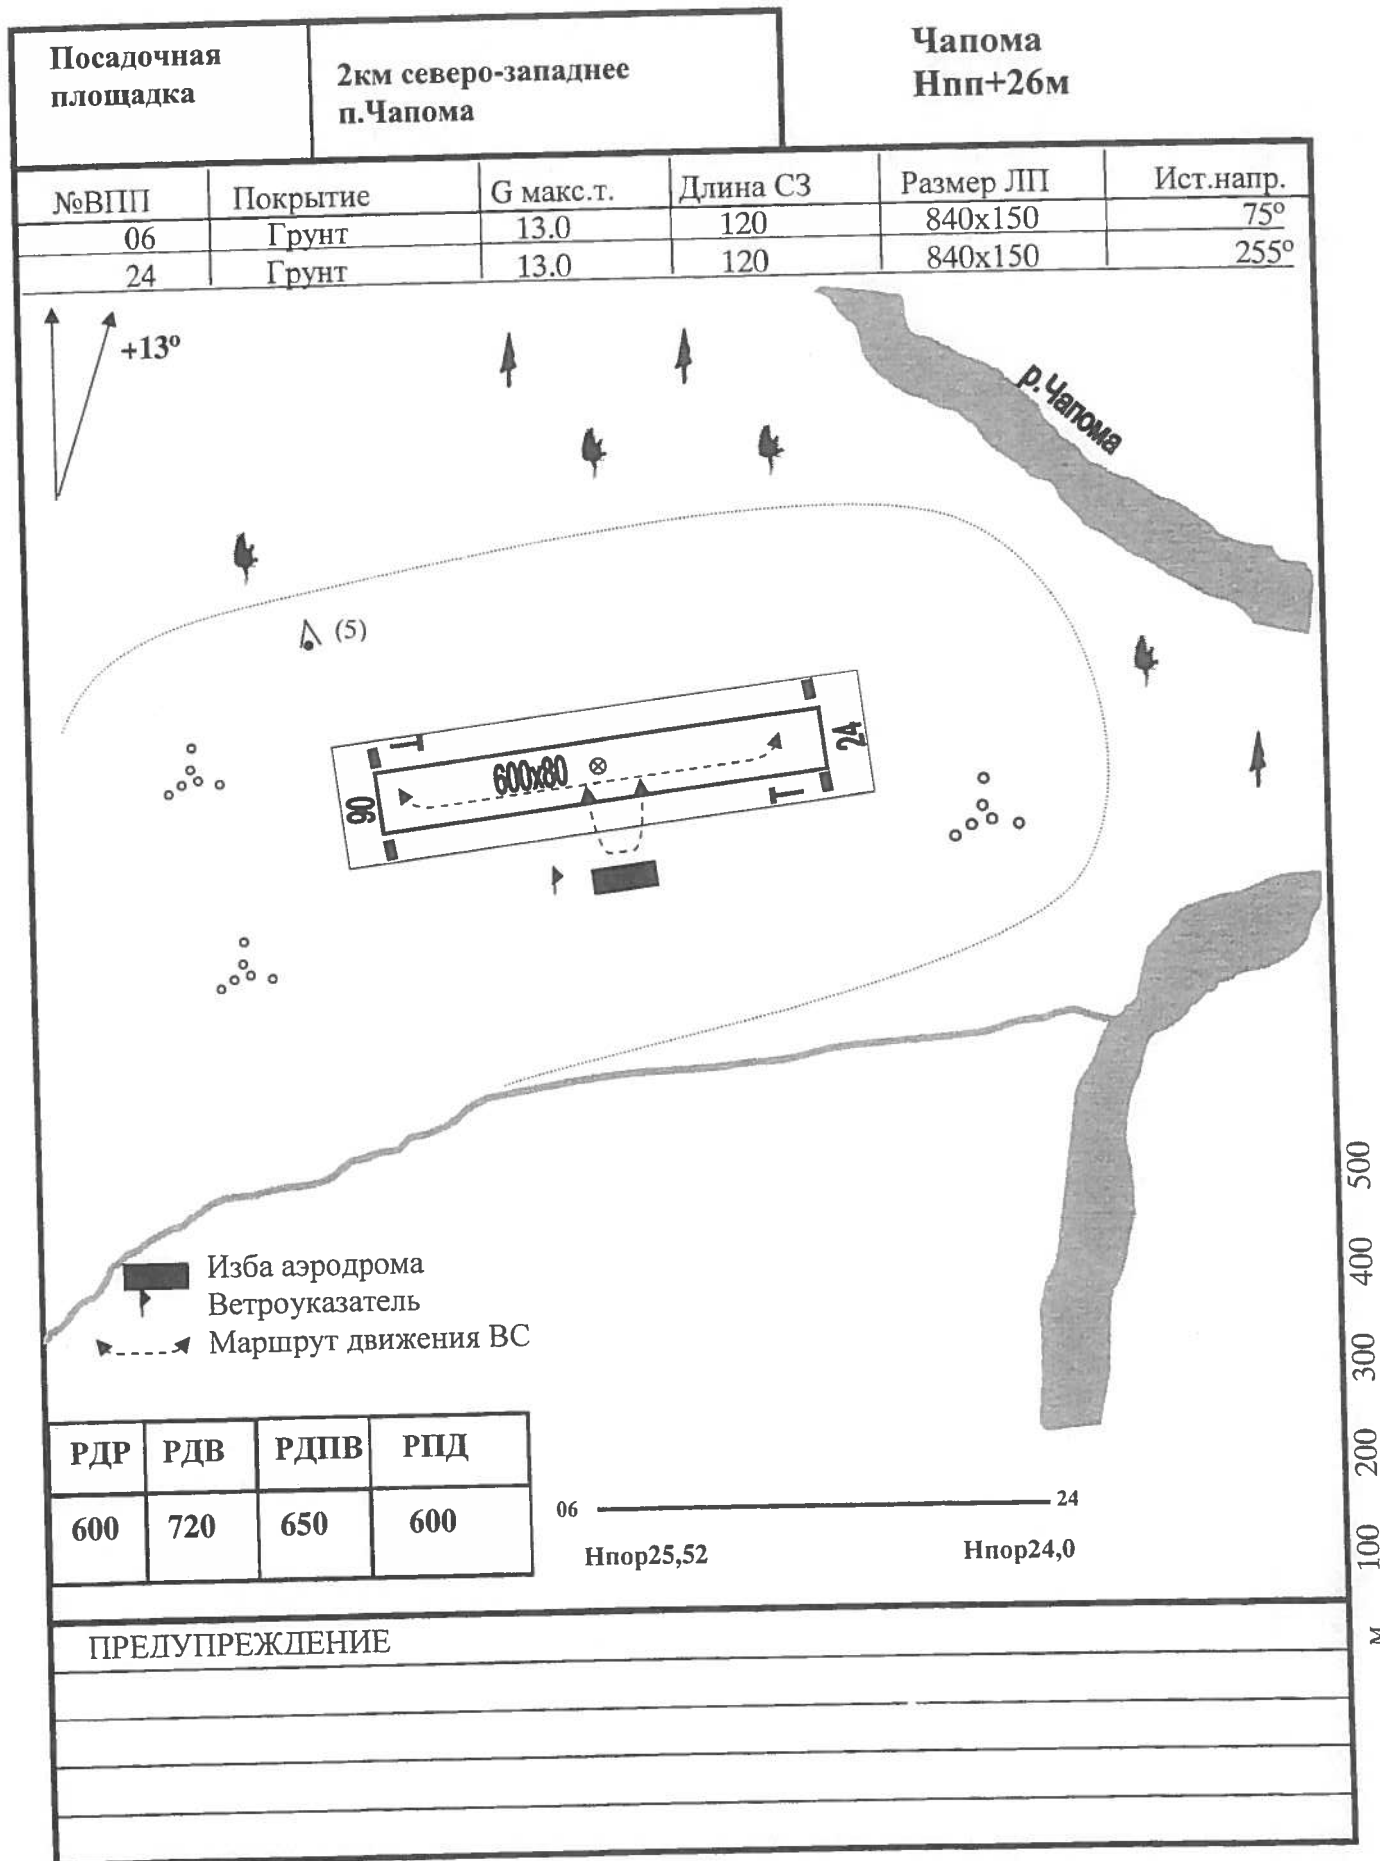 Посадочная
площадка
2км северо-западнее
п.Чапома
Чапома
Нпп+26м
№ВПП Покрытие G макс.т. Длина СЗ Размер ЛП Ист.напр.
06 Грунт 13.0 120 840х150 75º
24 Грунт 13.0 120 840х150 255º
+13º
р.Чапома
(5)
600х80
06
24
Изба аэродрома
Ветроуказатель
Маршрут движения ВС
РДР РДВ РДПВ РПД
600 720 650 600
06 24
Нпор25,52 Нпор24,0
500
400
300
200
100
м
ПРЕДУПРЕЖДЕНИЕ